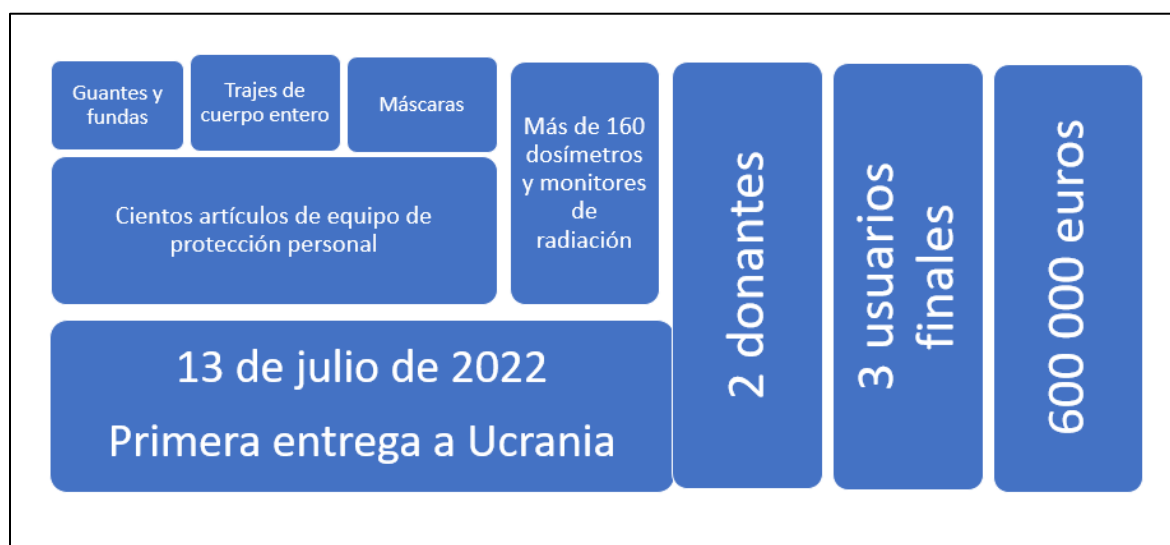 Guantes y
fundas
Trajes de
cuerpo entero
Máscaras
Cientos artículos de equipo de
protección personal
Más de 160
dosímetros
y monitores
de
radiación
13 de julio de 2022
Primera entrega a Ucrania
2 donantes
3 usuarios
finales
600 000 euros